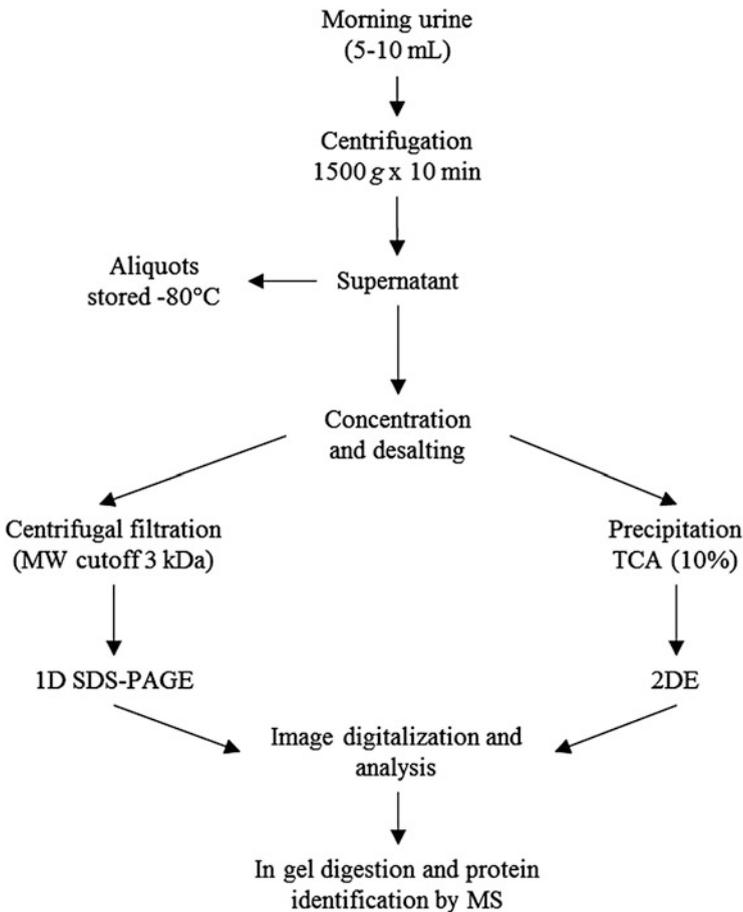 Morning urine
(5-10 mL)
Centrifugation
1500 g x 10 min
Aliquots
stored -80°C
Supernatant
Concentration
and desalting
Centrifugal filtration
(MW cutoff 3 kDa)
Precipitation
TCA (10%)
1D SDS-PAGE
2DE
Image digitalization and
analysis
In gel digestion and protein
identification by MS